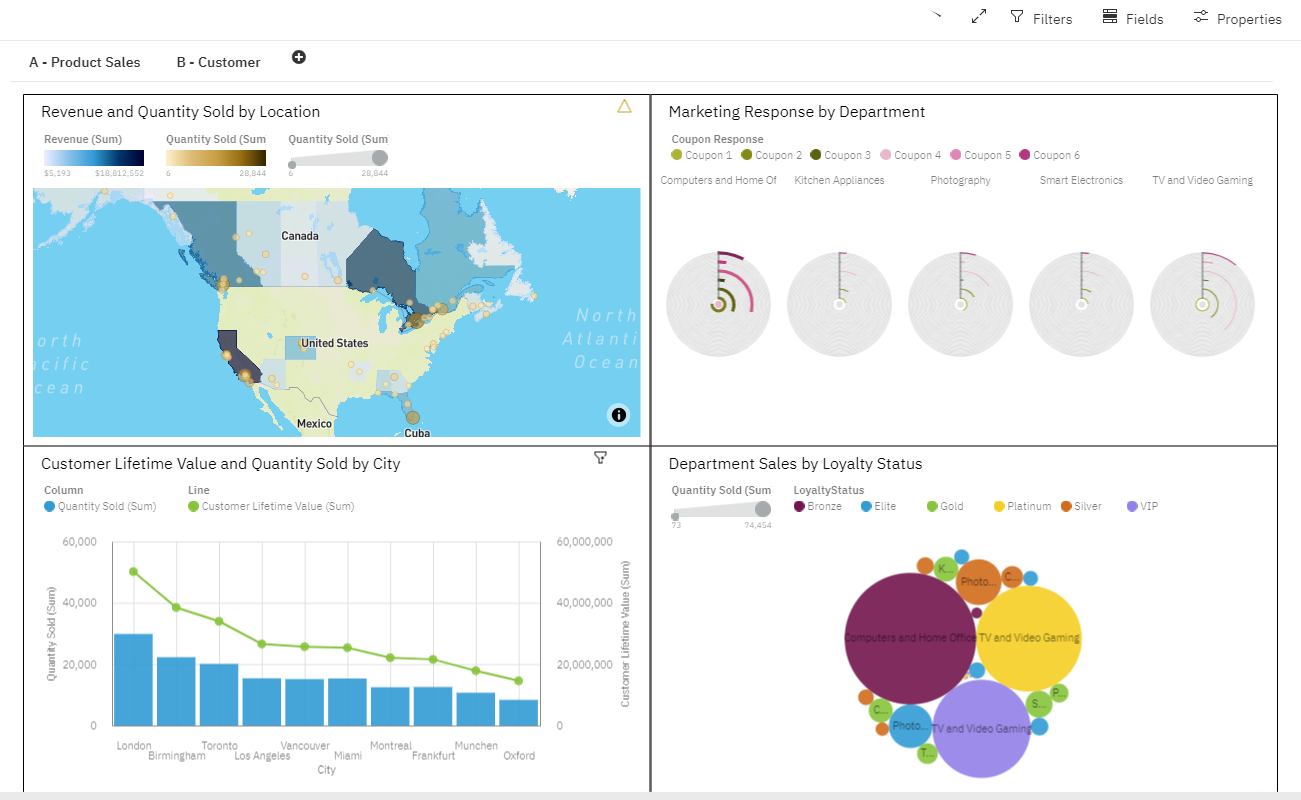 Filters Fields Properties
A - Product Sales B - Customer
Revenue and Quantity Sold by Location
Revenue (Sum) Quantity Sold (Sum Quantity Sold (Sum
$5,193 $18,812,552 6 28,844 6 28,844
Canada
United States
Mexico
Cuba
orth
acific
cean
North
Atlanti
Ocean
Marketing Response by Department
Coupon Response
Coupon 1 Coupon 2 Coupon 3 Coupon 4 Coupon 5 Coupon 6
Computers and Home Of Kitchen Appliances Photography Smart Electronics TV and Video Gaming
Customer Lifetime Value and Quantity Sold by City
Column Line
Quantity Sold (Sum) Customer Lifetime Value (Sum)
60,000 60,000,000
40,000 40,000,000
20,000 20,000,000
0 0
Quantity Sold (Sum)
Customer Lifetime Value (Sum)
London Toronto Vancouver Montreal Munchen
Birmingham Los Angeles Miami Frankfurt Oxford
City
Department Sales by Loyalty Status
Quantity Sold (Sum LoyaltyStatus
Bronze Elite Gold Platinum Silver VIP
73 74,454
K...
Photo...
C...
Computers and Home Office TV and Video Gaming
P...
S...
C...
Photo... TV and Video Gaming
T...